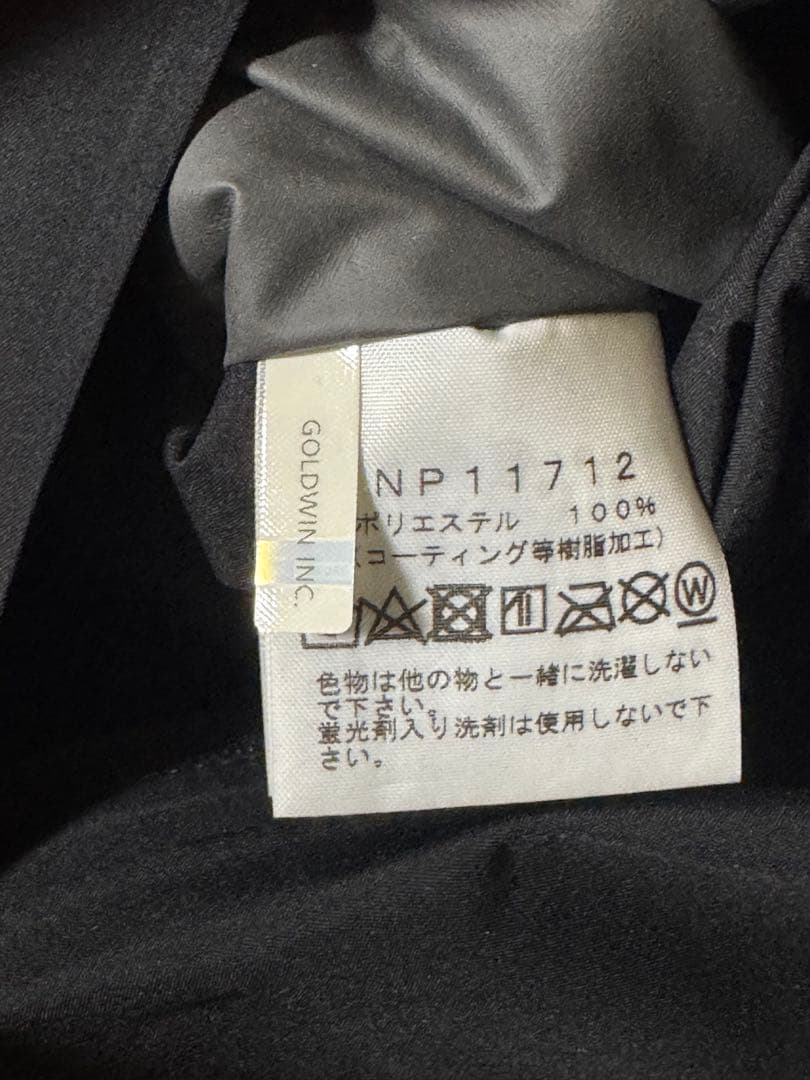 GOLDWIN INC.
NP11712
ポリエステル 100%
(コーティング等樹脂加工)
W
色物は他の物と一緒に洗濯しない
で下さい。
蛍光剤入り洗剤は使用しないで下
さい。